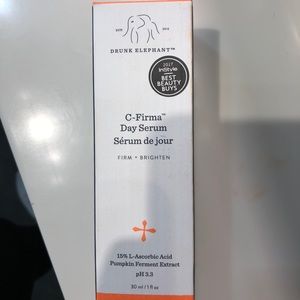 DRUNK ELEPHANT™
2017
InStyle
BEST
BEAUTY
BUYS
C-Firma™
Day Serum
Sérum de jour
FIRM • BRIGHTEN
15% L-Ascorbic Acid
Pumpkin Ferment Extract
pH 3.3
30 ml / 1 fl oz